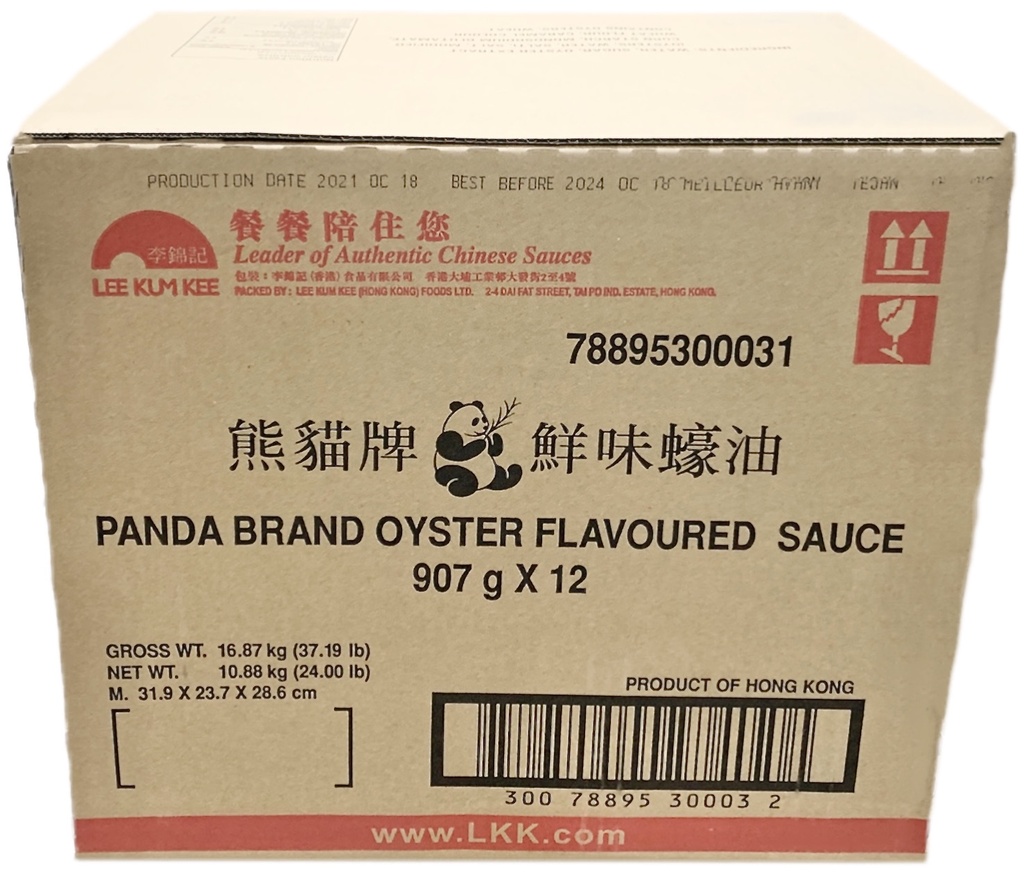 PRODUCTION DATE 2021 OC 18 BEST BEFORE 2024 OC 18 MEILLEUR AVANT
餐餐陪住您
李錦記
Leader of Authentic Chinese Sauces
包裝：李錦記(香港)食品有限公司 香港大埔工業邨大發街2至4號
LEE KUM KEE
PACKED BY: LEE KUM KEE (HONG KONG) FOODS LTD. 2-4 DAI FAT STREET, TAI PO IND. ESTATE, HONG KONG.
78895300031
熊貓牌 鮮味蠔油
PANDA BRAND OYSTER FLAVOURED SAUCE
907 g X 12
GROSS WT. 16.87 kg (37.19 lb)
NET WT. 10.88 kg (24.00 lb)
M. 31.9 X 23.7 X 28.6 cm
PRODUCT OF HONG KONG
300 78895 30003 2
www.LKK.com